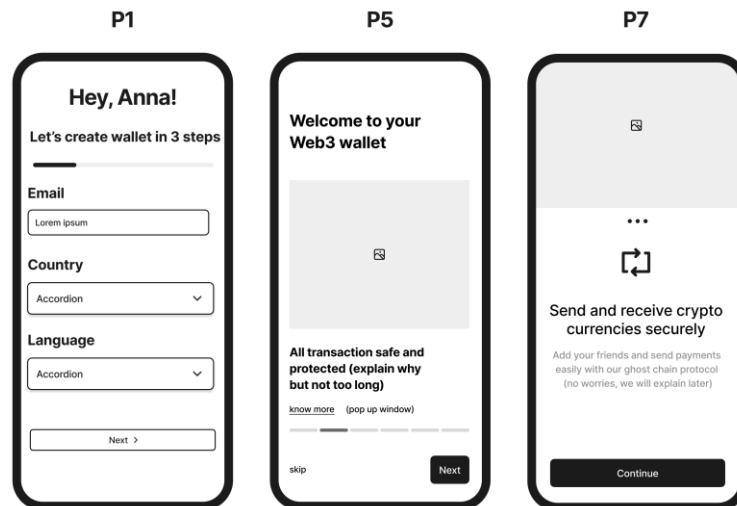 P1
P5
P7
Hey, Anna!
Let's create wallet in 3 steps
Email
Lorem ipsum
Country
Accordion
Language
Accordion
Next >
Welcome to your
Web3 wallet
All transaction safe and
protected (explain why
but not too long)
know more (pop up window)
skip
Next
Send and receive crypto
currencies securely
Add your friends and send payments
easily with our ghost chain protocol
(no worries, we will explain later)
Continue